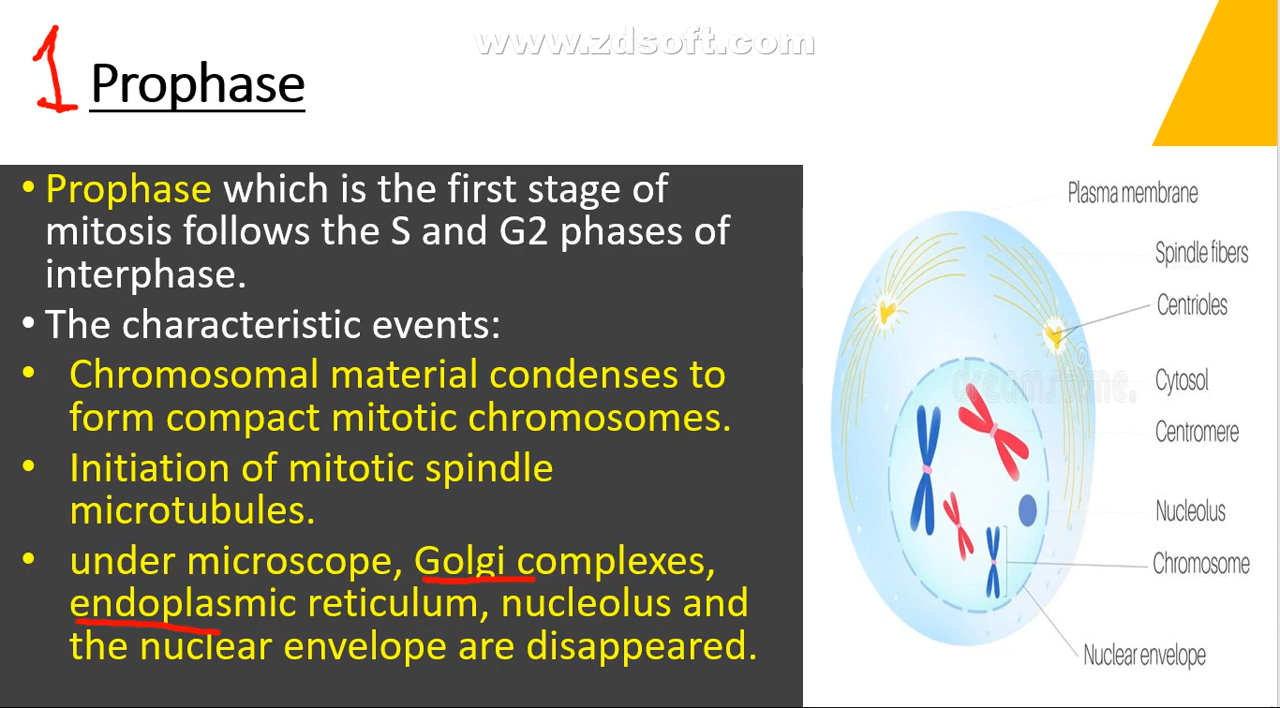 www.zdsoft.com
1 Prophase
• Prophase which is the first stage of
mitosis follows the S and G2 phases of
interphase.
• The characteristic events:
• Chromosomal material condenses to
form compact mitotic chromosomes.
• Initiation of mitotic spindle
microtubules.
• under microscope, Golgi complexes,
endoplasmic reticulum, nucleolus and
the nuclear envelope are disappeared.
Plasma membrane
Spindle fibers
Centrioles
dreamstime.
Cytosol
Centromere
Nucleolus
Chromosome
Nuclear envelope